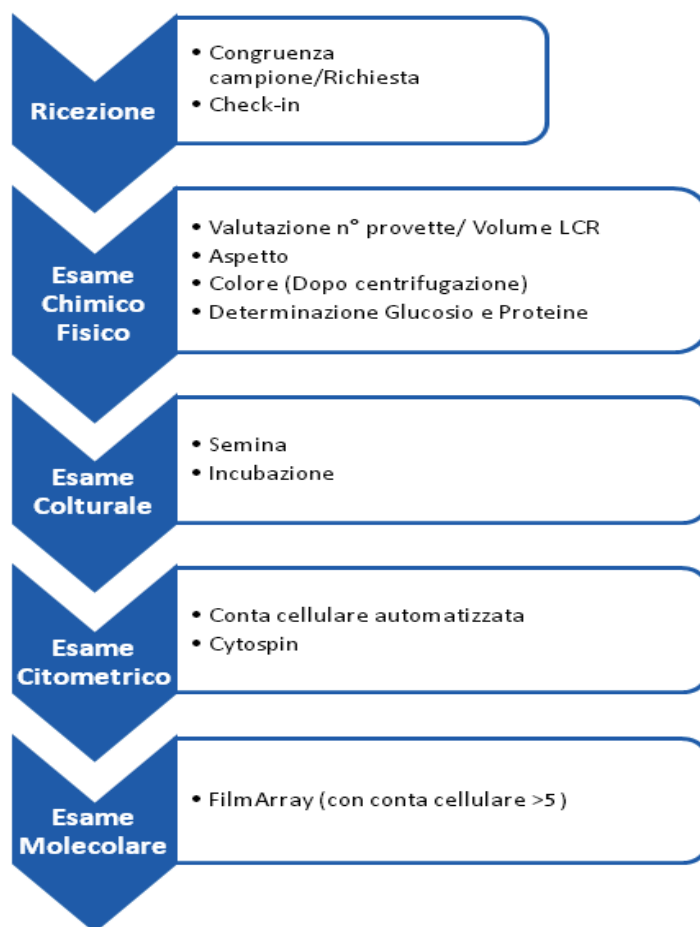 Ricezione
• Congruenza
campione/Richiesta
• Check-in
Esame
Chimico
Fisico
• Valutazione n° provette/ Volume LCR
• Aspetto
• Colore (Dopo centrifugazione)
• Determinazione Glucosio e Proteine
Esame
Colturale
• Semina
• Incubazione
Esame
Citometrico
• Conta cellulare automatizzata
• Cytospin
Esame
Molecolare
• FilmArray (con conta cellulare >5)